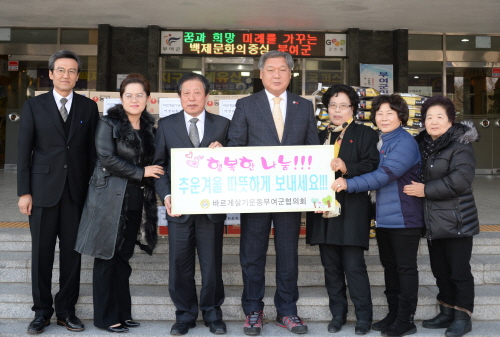 꿈과 희망 미래를 가꾸는
백제문화의중심 부여군
행복한 나눔!!!
추운겨울 따뜻하게 보내세요!!!
바르게살기운동부여군협의회